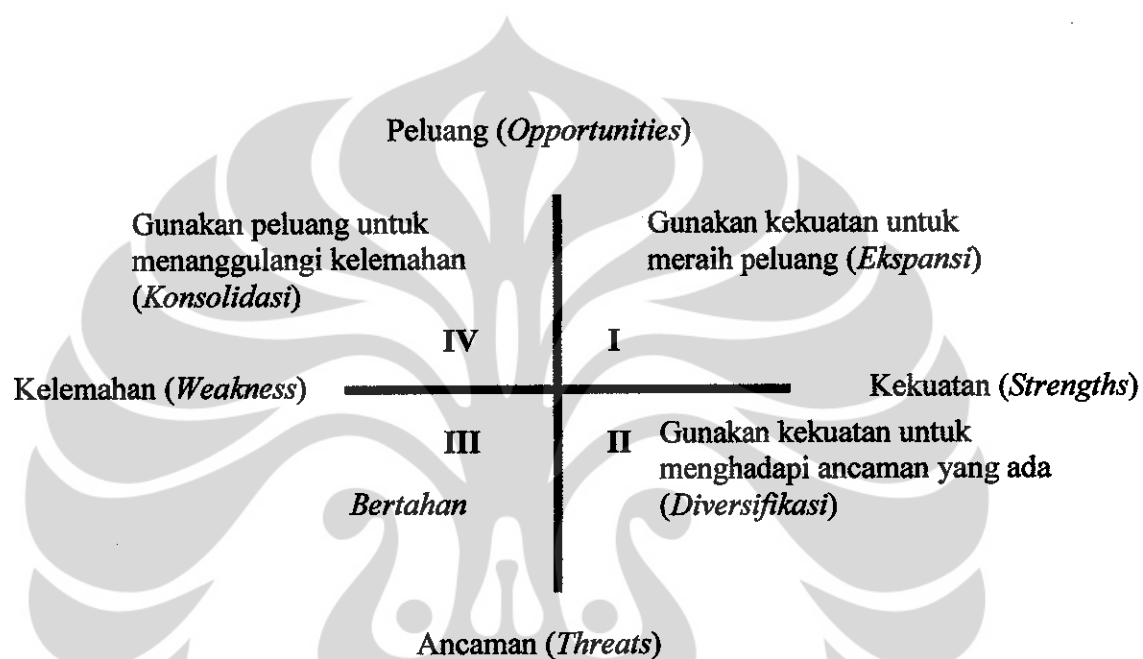 Peluang (Opportunities)
Gunakan peluang untuk
menanggulangi kelemahan
(Konsolidasi)
Gunakan kekuatan untuk
meraih peluang (Ekspansi)
IV
I
Kelemahan (Weakness)
Kekuatan (Strengths)
III
II
Gunakan kekuatan untuk
menghadapi ancaman yang ada
(Diversifikasi)
Bertahan
Ancaman (Threats)